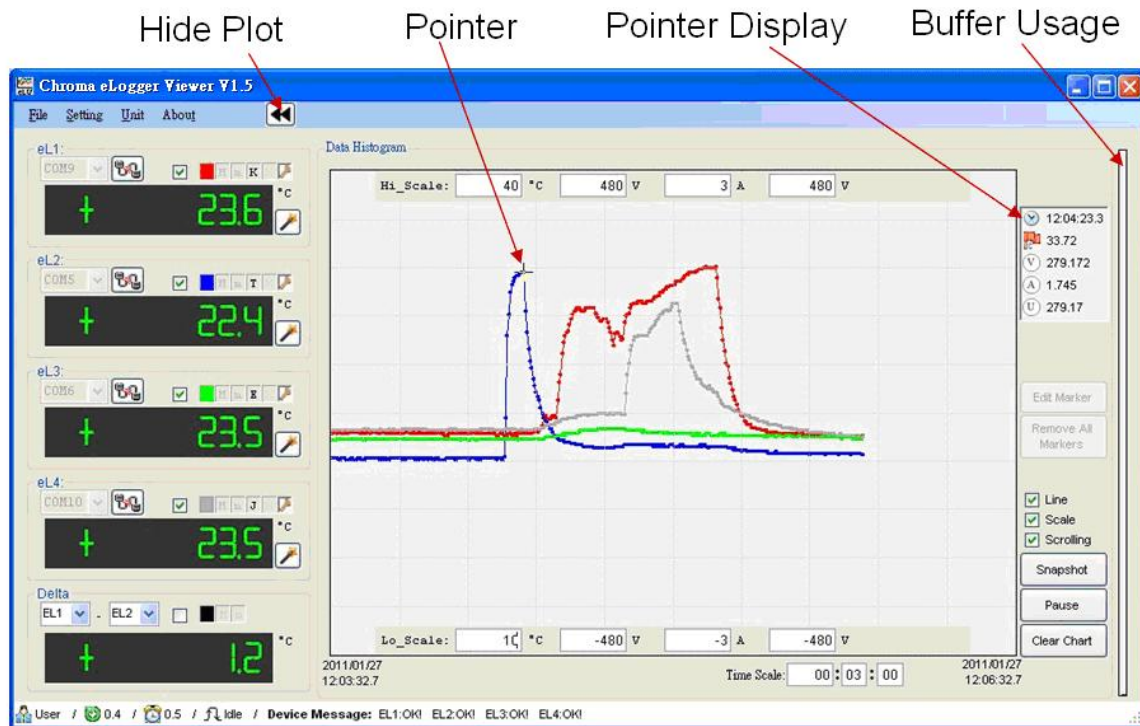 Hide Plot
Pointer
Pointer Display
Buffer Usage
Chroma eLogger Viewer V1.5
File Setting Unit About
eL1:
COM9
K
+ 23.6 °C
eL2:
COM5
T
+ 22.4 °C
eL3:
COM6
E
+ 23.5 °C
eL4:
COM10
J
+ 23.5 °C
Delta
EL1 - EL2
+ 1.2 °C
Data Histogram
Hi_Scale: 40 °C 480 V 3 A 480 V
12:04:23.3
33.72
V 279.172
A 1.745
U 279.17
Edit Marker
Remove All
Markers
Line
Scale
Scrolling
Snapshot
Pause
Clear Chart
Lo_Scale: °C -480 V -3 A -480 V
2011/01/27
12:03:32.7
Time Scale: 00 : 03 : 00
2011/01/27
12:06:32.7
User / 0.4 / 0.5 / Idle / Device Message: EL1:OK! EL2:OK! EL3:OK! EL4:OK!